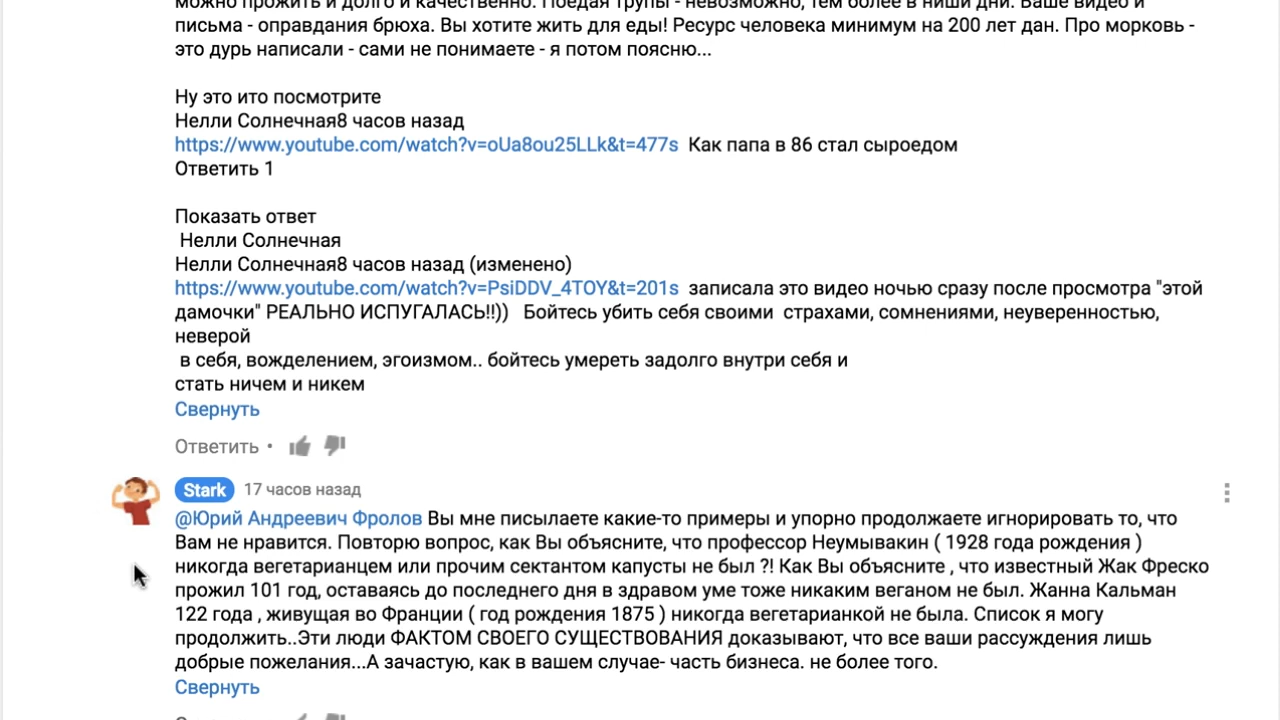 можно прожить и долго и качественно. Поедая трупы - невозможно, тем более в ниши дни. Ваше видео и
письма - оправдания брюха. Вы хотите жить для еды! Ресурс человека минимум на 200 лет дан. Про морковь -
это дурь написали - сами не понимаете - я потом поясню...
Ну это ито посмотрите
Нелли Солнечная8 часов назад
https://www.youtube.com/watch?v=oUa8ou25LLk&t=477s Как папа в 86 стал сыроедом
Ответить 1
Показать ответ
Нелли Солнечная
Нелли Солнечная8 часов назад (изменено)
https://www.youtube.com/watch?v=PsiDDV_4TOY&t=201s записала это видео ночью сразу после просмотра "этой
дамочки" РЕАЛЬНО ИСПУГАЛАСЬ!!)) Бойтесь убить себя своими страхами, сомнениями, неуверенностью,
неверой
в себя, вожделением, эгоизмом.. бойтесь умереть задолго внутри себя и
стать ничем и никем
Свернуть
Ответить •
Stark 17 часов назад
@Юрий Андреевич Фролов Вы мне писылаете какие-то примеры и упорно продолжаете игнорировать то, что
Вам не нравится. Повторю вопрос, как Вы объясните, что профессор Неумывакин ( 1928 года рождения )
никогда вегетарианцем или прочим сектантом капусты не был ?! Как Вы объясните , что известный Жак Фреско
прожил 101 год, оставаясь до последнего дня в здравом уме тоже никаким веганом не был. Жанна Кальман
122 года , живущая во Франции ( год рождения 1875 ) никогда вегетарианкой не была. Список я могу
продолжить..Эти люди ФАКТОМ СВОЕГО СУЩЕСТВОВАНИЯ доказывают, что все ваши рассуждения лишь
добрые пожелания...А зачастую, как в вашем случае- часть бизнеса. не более того.
Свернуть